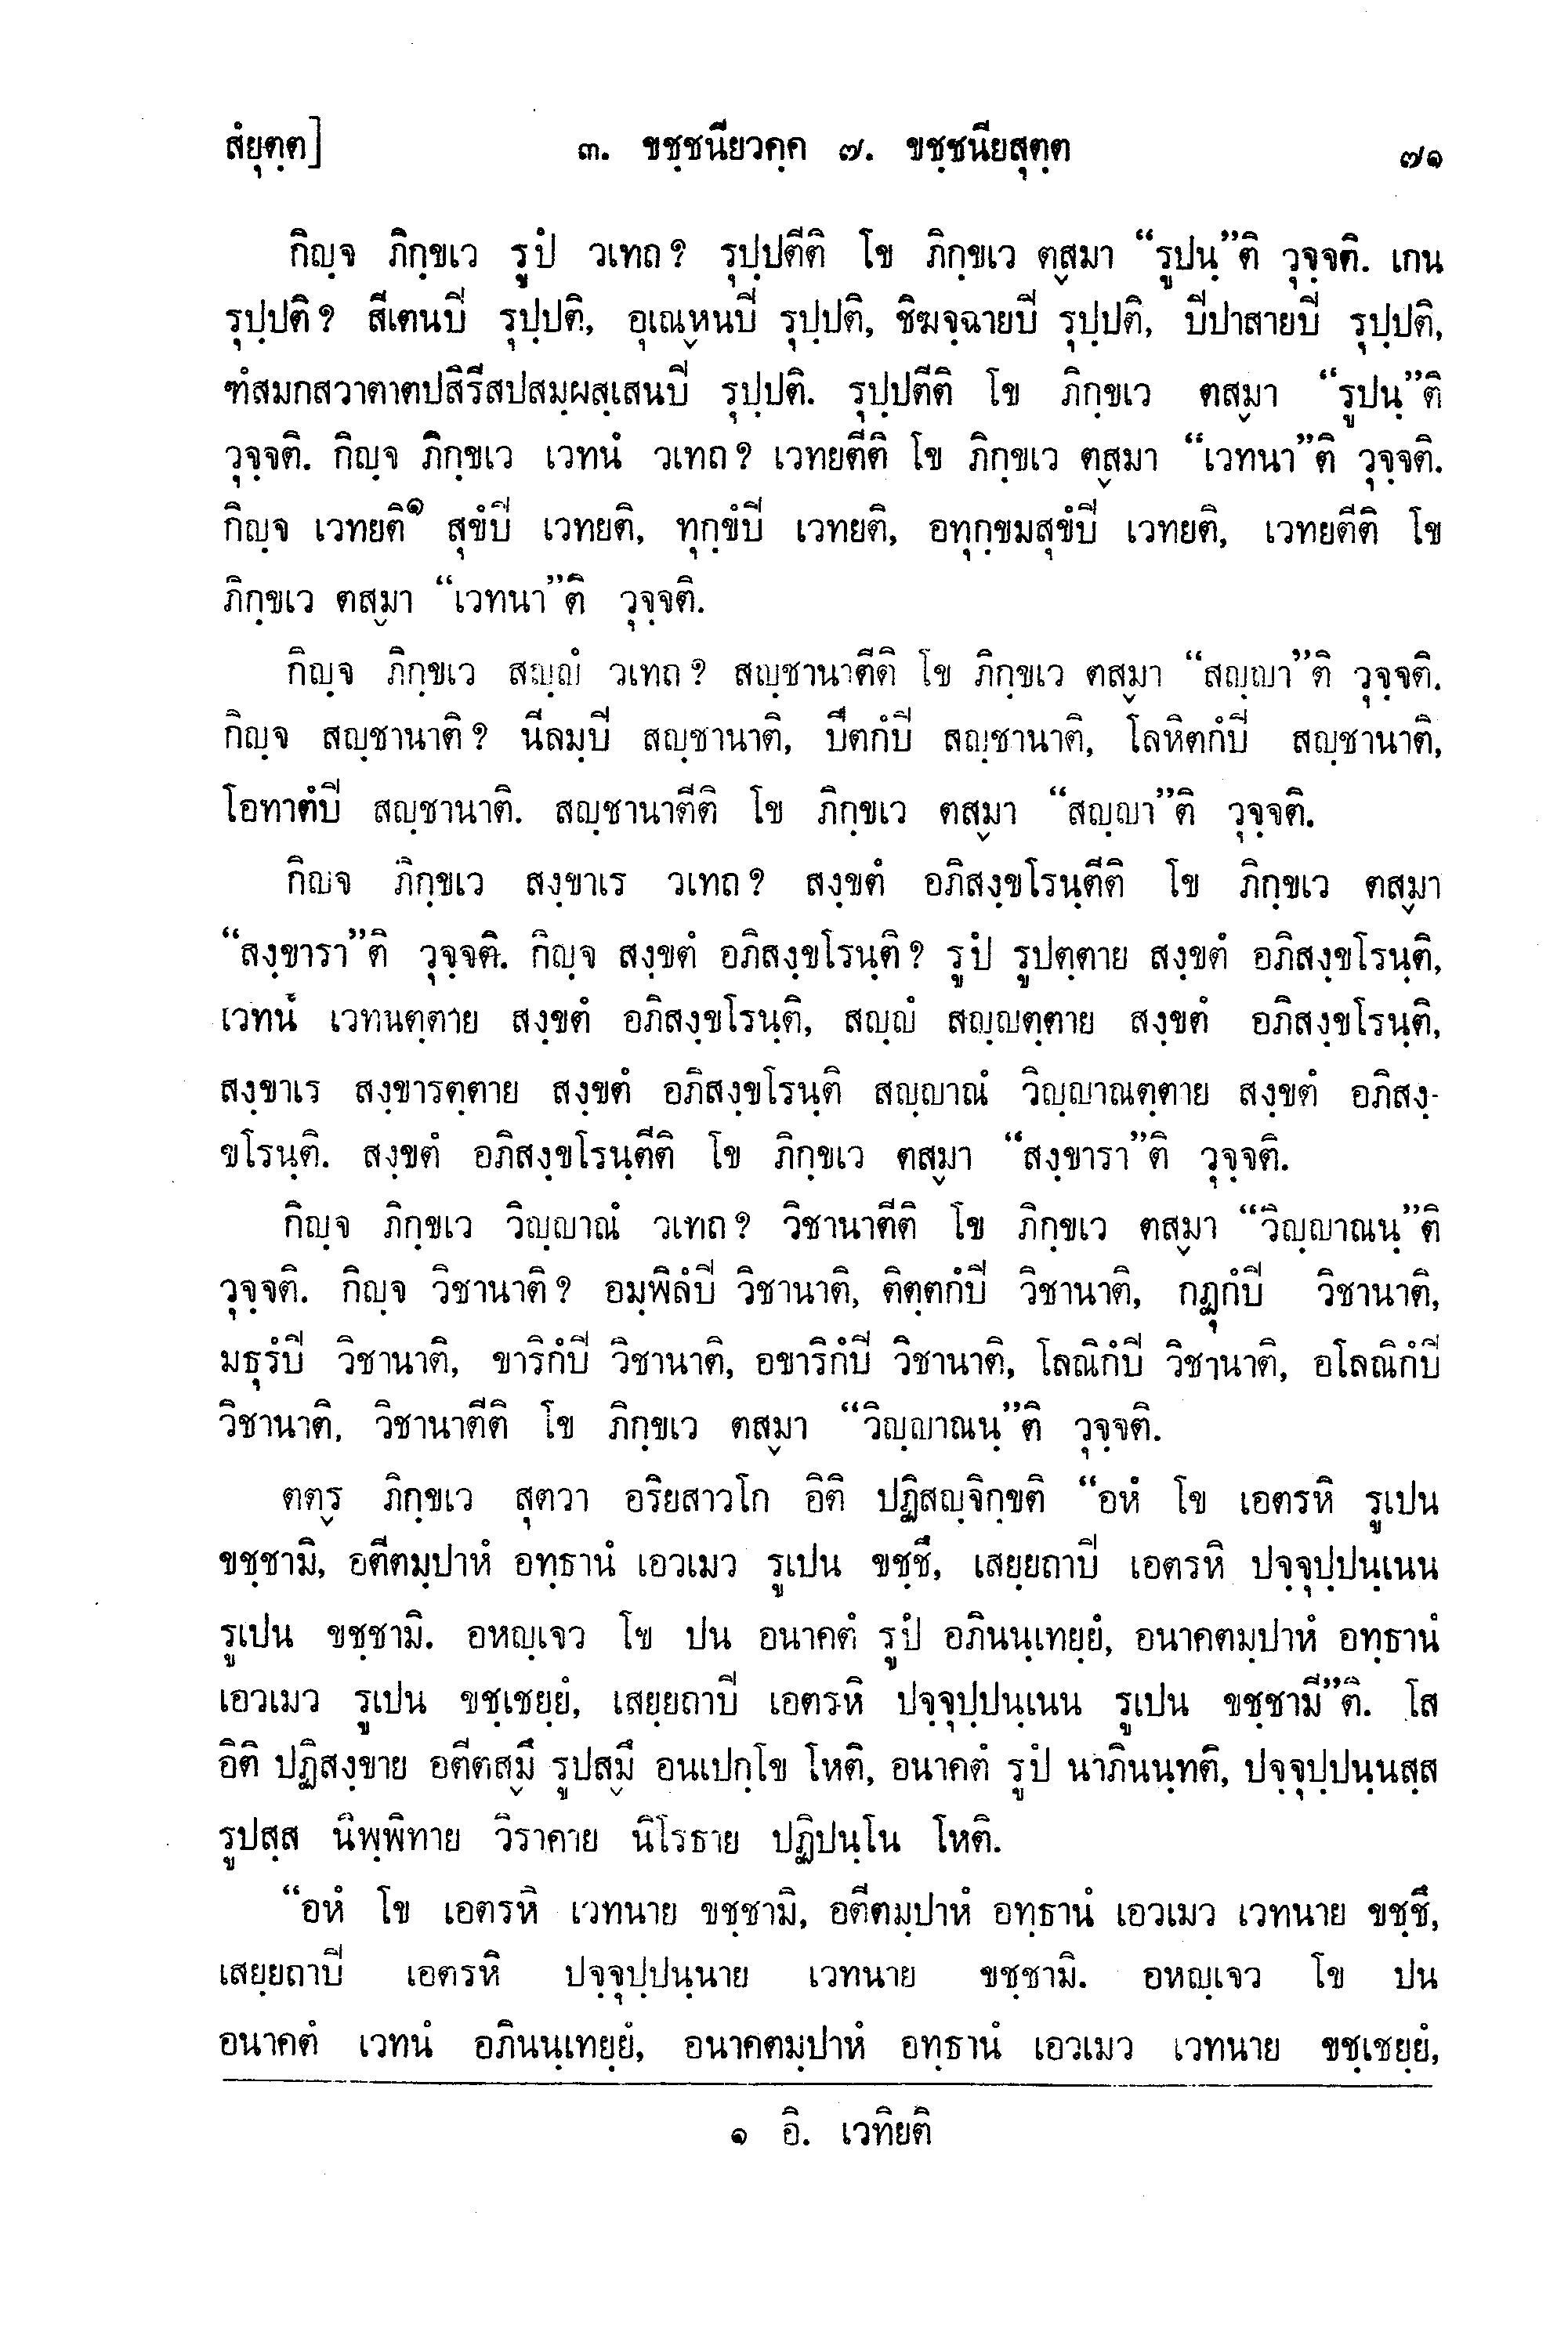 สํยุตฺต] ๓. ขชฺชนียวคฺค ๗. ขชฺชนียสุตฺต ๗๑
กิญฺจ ภิกฺขเว รูปํ วเทถ? รุปฺปตีติ โข ภิกฺขเว ตสฺมา “รูปนฺ”ติ วุจฺจติ. เกน
รุปฺปติ? สีเตนปิ รุปฺปติ, อุเณฺหนปิ รุปฺปติ, ชิฆจฺฉายปิ รุปฺปติ, ปิปาสายปิ รุปฺปติ,
ฑํสมกสวาตาตปสิรีสปสมฺผสฺเสนปิ รุปฺปติ. รุปฺปตีติ โข ภิกฺขเว ตสฺมา “รูปนฺ”ติ
วุจฺจติ. กิญฺจ ภิกฺขเว เวทนํ วเทถ? เวทยตีติ โข ภิกฺขเว ตสฺมา “เวทนา”ติ วุจฺจติ.
กิญฺจ เวทยติ๑ สุขํปิ เวทยติ, ทุกฺขํปิ เวทยติ, อทุกฺขมสุขํปิ เวทยติ, เวทยตีติ โข
ภิกฺขเว ตสฺมา “เวทนา”ติ วุจฺจติ.
กิญฺจ ภิกฺขเว สญฺญํ วเทถ? สญฺชานาตีติ โข ภิกฺขเว ตสฺมา “สญฺญา”ติ วุจฺจติ.
กิญฺจ สญฺชานาติ? นีลมฺปิ สญฺชานาติ, ปีตกํปิ สญฺชานาติ, โลหิตกํปิ สญฺชานาติ,
โอทาตํปิ สญฺชานาติ. สญฺชานาตีติ โข ภิกฺขเว ตสฺมา “สญฺญา”ติ วุจฺจติ.
กิญจ ภิกฺขเว สงฺขาเร วเทถ? สงฺขตํ อภิสงฺขโรนฺตีติ โข ภิกฺขเว ตสฺมา
“สงฺขารา”ติ วุจฺจติ. กิญฺจ สงฺขตํ อภิสงฺขโรนฺติ? รูปํ รูปตฺตาย สงฺขตํ อภิสงฺขโรนฺติ,
เวทนํ เวทนตฺตาย สงฺขตํ อภิสงฺขโรนฺติ, สญฺญํ สญฺญตฺตาย สงฺขตํ อภิสงฺขโรนฺติ,
สงฺขาเร สงฺขารตฺตาย สงฺขตํ อภิสงฺขโรนฺติ สญฺญาณํ วิญฺญาณตฺตาย สงฺขตํ อภิสงฺ-
ขโรนฺติ. สงฺขตํ อภิสงฺขโรนฺตีติ โข ภิกฺขเว ตสฺมา “สงฺขารา”ติ วุจฺจติ.
กิญฺจ ภิกฺขเว วิญฺญาณํ วเทถ? วิชานาตีติ โข ภิกฺขเว ตสฺมา “วิญฺญาณนฺ”ติ
วุจฺจติ. กิญฺจ วิชานาติ? อมฺพิลํปิ วิชานาติ, ติตฺตกํปิ วิชานาติ, กฏุกํปิ วิชานาติ,
มธุรํปิ วิชานาติ, ขาริกํปิ วิชานาติ, อขาริกํปิ วิชานาติ, โลณิกํปิ วิชานาติ, อโลณิกํปิ
วิชานาติ, วิชานาตีติ โข ภิกฺขเว ตสฺมา “วิญฺญาณนฺ”ติ วุจฺจติ.
ตตฺร ภิกฺขเว สุตวา อริยสาวโก อิติ ปฏิสญฺจิกฺขติ “อหํ โข เอตรหิ รูเปน
ขชฺชามิ, อตีตมฺปาหํ อทฺธานํ เอวเมว รูเปน ขชฺชึ, เสยฺยถาปิ เอตรหิ ปจฺจุปฺปนฺเนน
รูเปน ขชฺชามิ. อหญฺเจว โข ปน อนาคตํ รูปํ อภินนฺเทยฺยํ, อนาคตมฺปาหํ อทฺธานํ
เอวเมว รูเปน ขชฺเชยฺยํ, เสยฺยถาปิ เอตรหิ ปจฺจุปฺปนฺเนน รูเปน ขชฺชามี”ติ. โส
อิติ ปฏิสงฺขาย อตีตสฺมึ รูปสฺมึ อนเปกฺโข โหติ, อนาคตํ รูปํ นาภินนฺทติ, ปจฺจุปฺปนฺนสฺส
รูปสฺส นิพฺพิทาย วิราคาย นิโรธาย ปฏิปนฺโน โหติ.
“อหํ โข เอตรหิ เวทนาย ขชฺชามิ, อตีตมฺปาหํ อทฺธานํ เอวเมว เวทนาย ขชฺชึ,
เสยฺยถาปิ เอตรหิ ปจฺจุปฺปนฺนาย เวทนาย ขชฺชามิ. อหญฺเจว โข ปน
อนาคตํ เวทนํ อภินนฺเทยฺยํ, อนาคตมฺปาหํ อทฺธานํ เอวเมว เวทนาย ขชฺเชยฺยํ,
๑ อิ. เวทิยติ